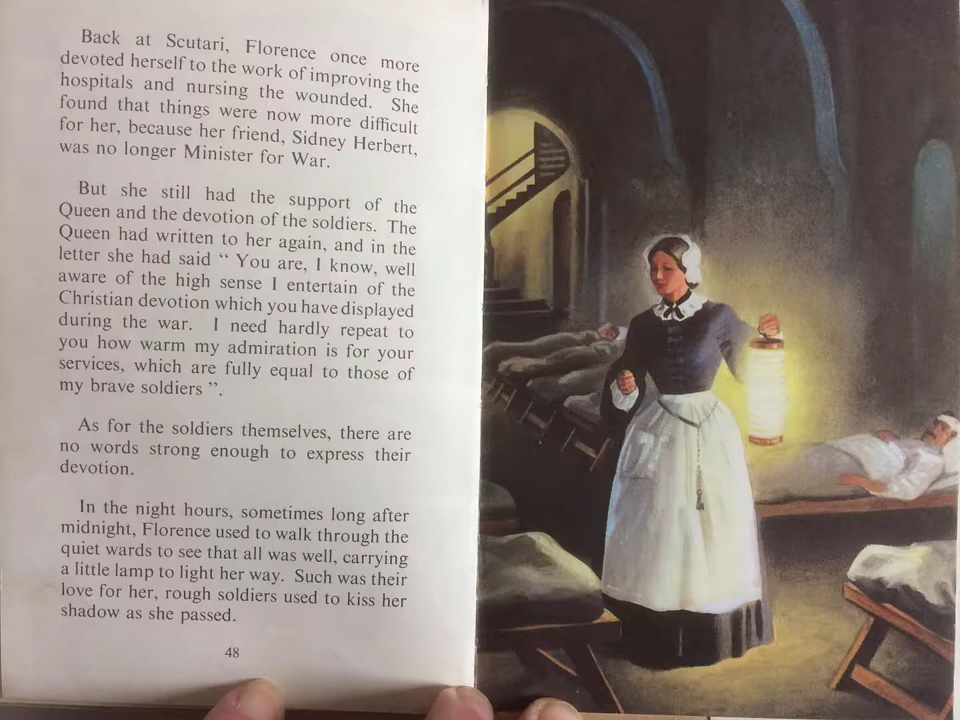 Back at Scutari, Florence once more
devoted herself to the work of improving the
hospitals and nursing the wounded. She
found that things were now more difficult
for her, because her friend, Sidney Herbert,
was no longer Minister for War.
But she still had the support of the
Queen and the devotion of the soldiers. The
Queen had written to her again, and in the
letter she had said “ You are, I know, well
aware of the high sense I entertain of the
Christian devotion which you have displayed
during the war. I need hardly repeat to
you how warm my admiration is for your
services, which are fully equal to those of
my brave soldiers ”.
As for the soldiers themselves, there are
no words strong enough to express their
devotion.
In the night hours, sometimes long after
midnight, Florence used to walk through the
quiet wards to see that all was well, carrying
a little lamp to light her way. Such was their
love for her, rough soldiers used to kiss her
shadow as she passed.
48